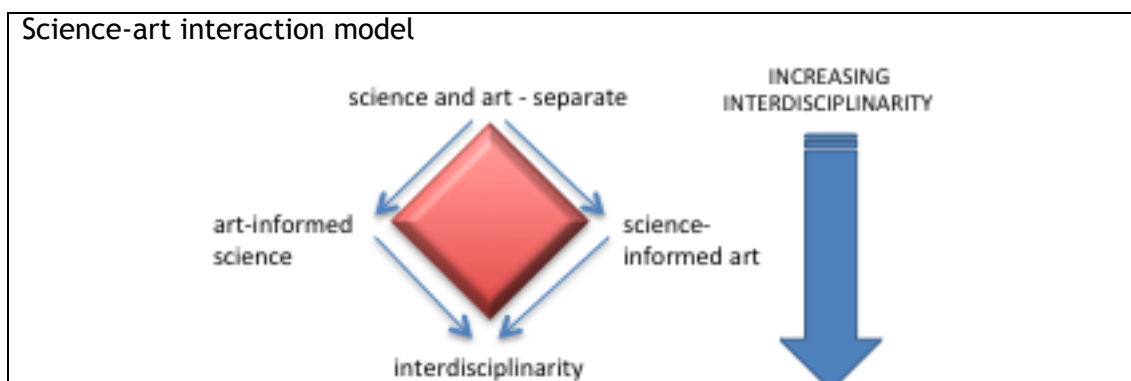 Science-art interaction model
INCREASING
INTERDISCIPLINARITY
science and art - separate
art-informed
science
science-
informed art
interdisciplinarity